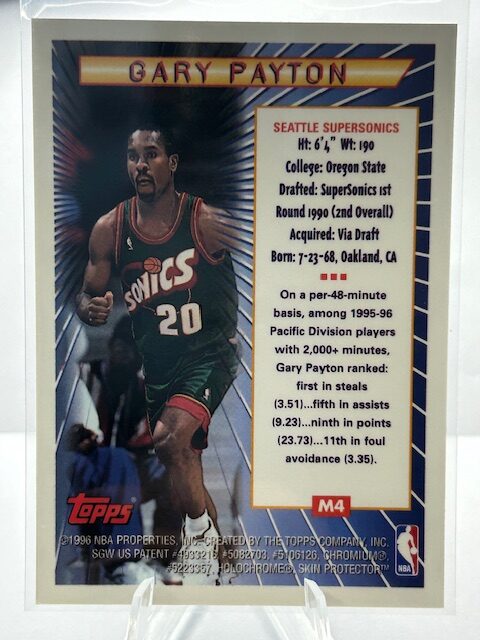 GARY PAYTON
SEATTLE SUPERSONICS
Ht: 6'4" Wt: 190
College: Oregon State
Drafted: SuperSonics 1st
Round 1990 (2nd Overall)
Acquired: Via Draft
Born: 7-23-68, Oakland, CA
On a per-48-minute
basis, among 1995-96
Pacific Division players
with 2,000+ minutes,
Gary Payton ranked:
first in steals
(3.51)...fifth in assists
(9.23)...ninth in points
(23.73)...11th in foul
avoidance (3.35).
SONICS
20
M4
TOPPS
©1996 NBA PROPERTIES, INC. CREATED BY THE TOPPS COMPANY, INC.
SGW US PATENT #4933218, #5082703, #5106126, CHROMIUM®,
#5223357, HOLOCHROME®, SKIN PROTECTOR™
NBA